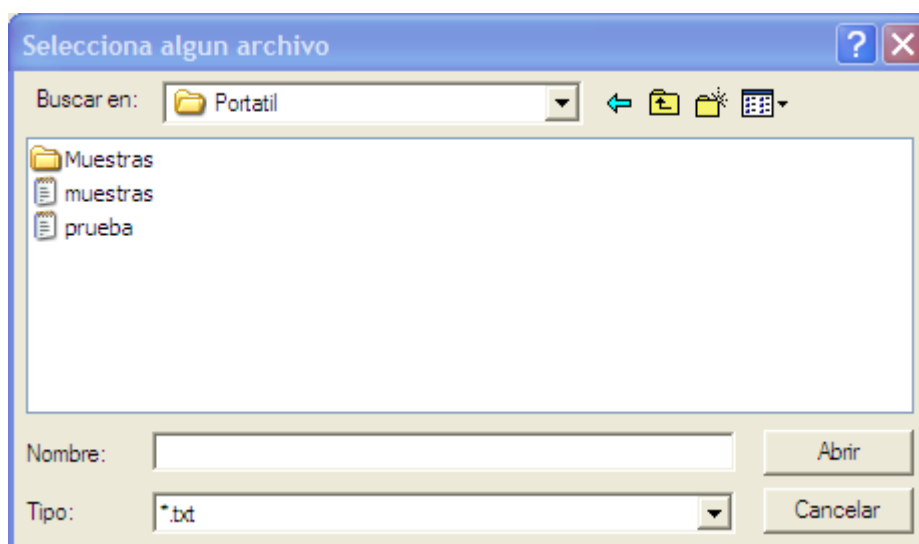 Selecciona algun archivo
Buscar en: Portatil
Muestras
muestras
prueba
Nombre: Abrir
Tipo: *.txt Cancelar